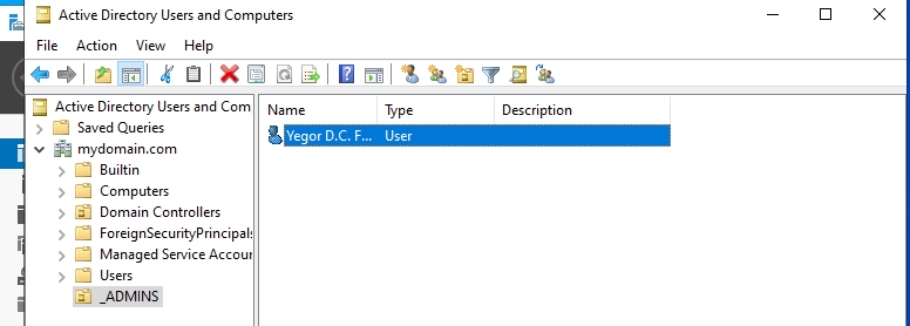 Active Directory Users and Computers
File Action View Help
Active Directory Users and Com
Name Type Description
Saved Queries
Yegor D.C. F... User
mydomain.com
Builtin
Computers
Domain Controllers
ForeignSecurityPrincipals
Managed Service Accour
Users
_ADMINS